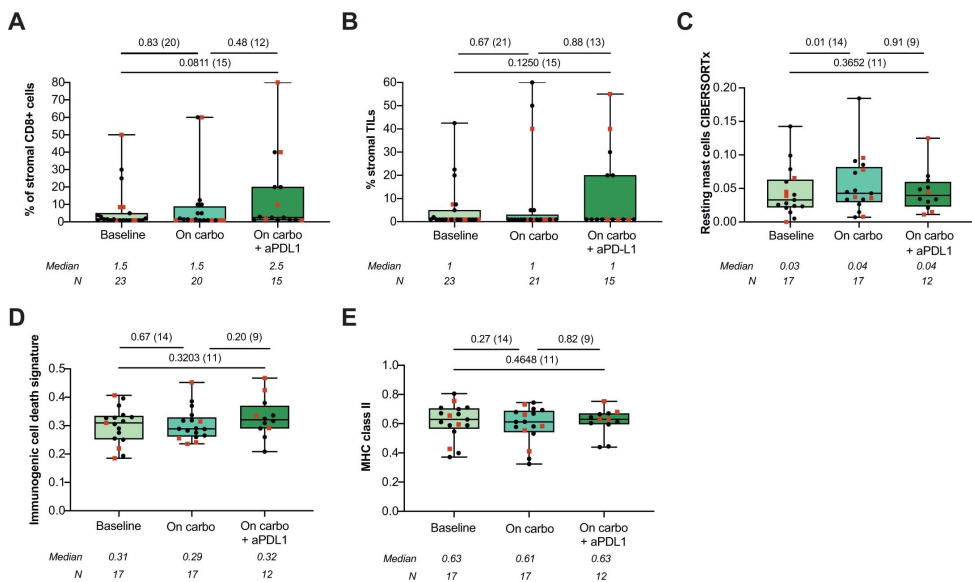 A
0.83 (20)
0.48 (12)
0.0811 (15)
% of stromal CD8+ cells
80
70
60
50
40
30
20
10
0
Baseline
On carbo
On carbo
+ aPDL1
Median 1.5 1.5 2.5
N 23 20 15
B
0.67 (21)
0.88 (13)
0.1250 (15)
% stromal TILs
60
50
40
30
20
10
0
Baseline
On carbo
On carbo
+ aPD-L1
Median 1 1 1
N 23 21 15
C
0.01 (14)
0.91 (9)
0.3652 (11)
Resting mast cells CIBERSORTx
0.20
0.15
0.10
0.05
0.00
Baseline
On carbo
On carbo
+ aPDL1
Median 0.03 0.04 0.04
N 17 17 12
D
0.67 (14)
0.20 (9)
0.3203 (11)
Immunogenic cell death signature
0.5
0.4
0.3
0.2
0.1
0.0
Baseline
On carbo
On carbo
+ aPDL1
Median 0.31 0.29 0.32
N 17 17 12
E
0.27 (14)
0.82 (9)
0.4648 (11)
MHC class II
1.0
0.8
0.6
0.4
0.2
0.0
Baseline
On carbo
On carbo
+ aPDL1
Median 0.63 0.61 0.63
N 17 17 12